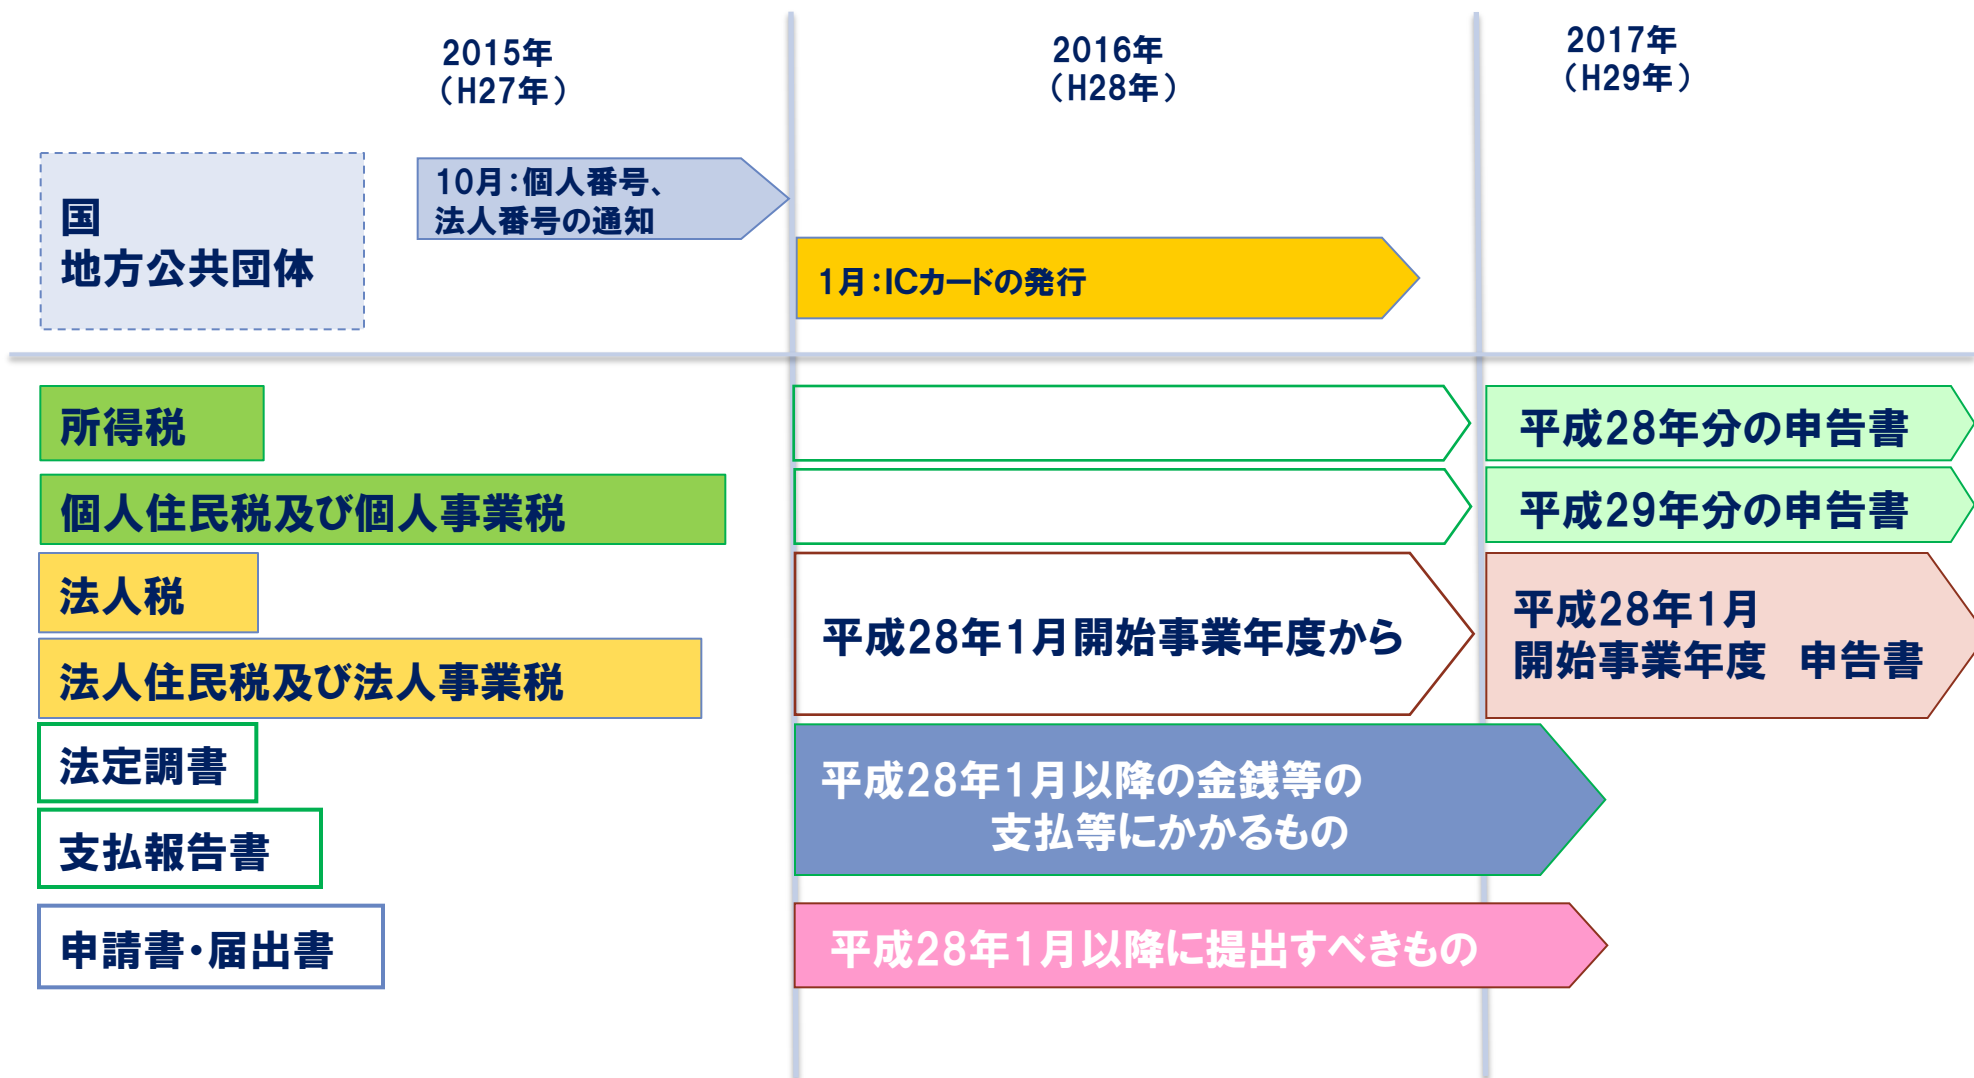 2015年
（H27年）
2016年
（H28年）
2017年
（H29年）
国
地方公共団体
10月：個人番号、
法人番号の通知
1月：ICカードの発行
所得税
平成28年分の申告書
個人住民税及び個人事業税
平成29年分の申告書
法人税
法人住民税及び法人事業税
平成28年1月開始事業年度から
平成28年1月
開始事業年度　申告書
法定調書
支払報告書
平成28年1月以降の金銭等の
支払等にかかるもの
申請書・届出書
平成28年1月以降に提出すべきもの